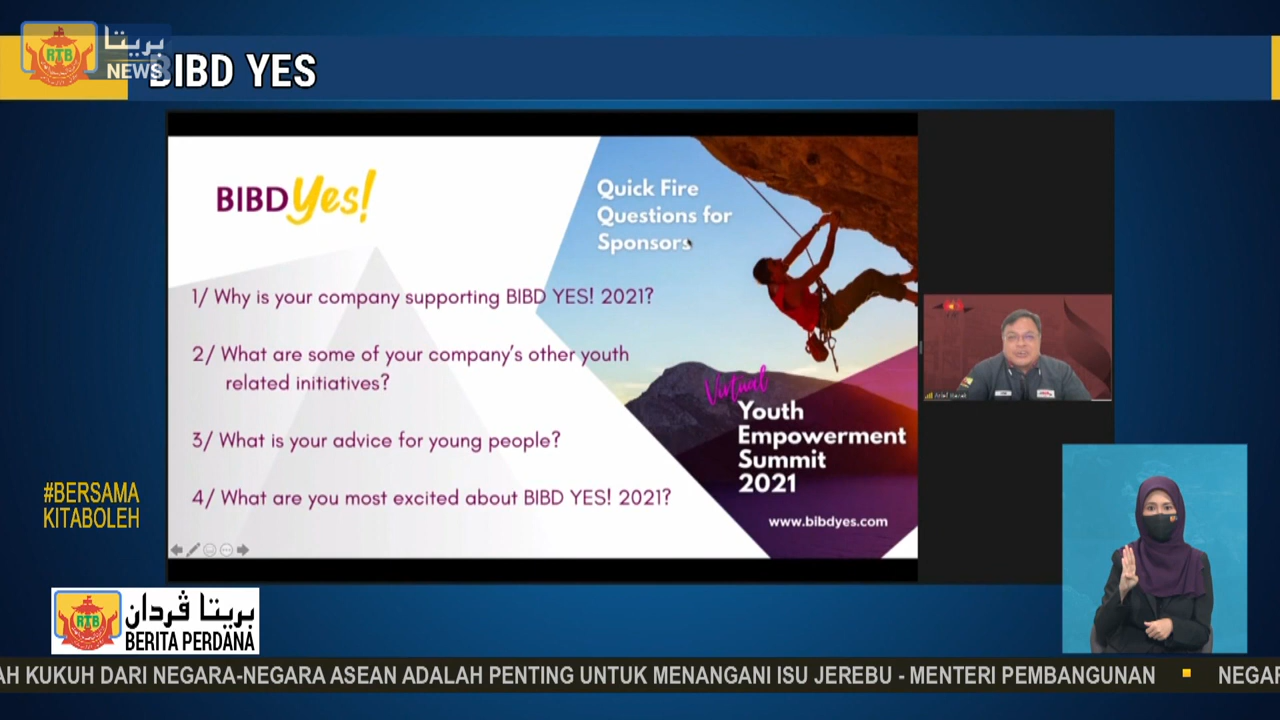 RTB
بريتا
NEWS
BIBD YES
BIBD Yes!
Quick Fire
Questions for
Sponsors
1/ Why is your company supporting BIBD YES! 2021?
2/ What are some of your company's other youth
related initiatives?
3/ What is your advice for young people?
4/ What are you most excited about BIBD YES! 2021?
Virtual
Youth
Empowerment
Summit
2021
www.bibdyes.com
#BERSAMA
KITABOLEH
RTB
بريتا ڤردان
BERITA PERDANA
KUKUH DARI NEGARA-NEGARA ASEAN ADALAH PENTING UNTUK MENANGANI ISU JEREBU - MENTERI PEMBANGUNAN